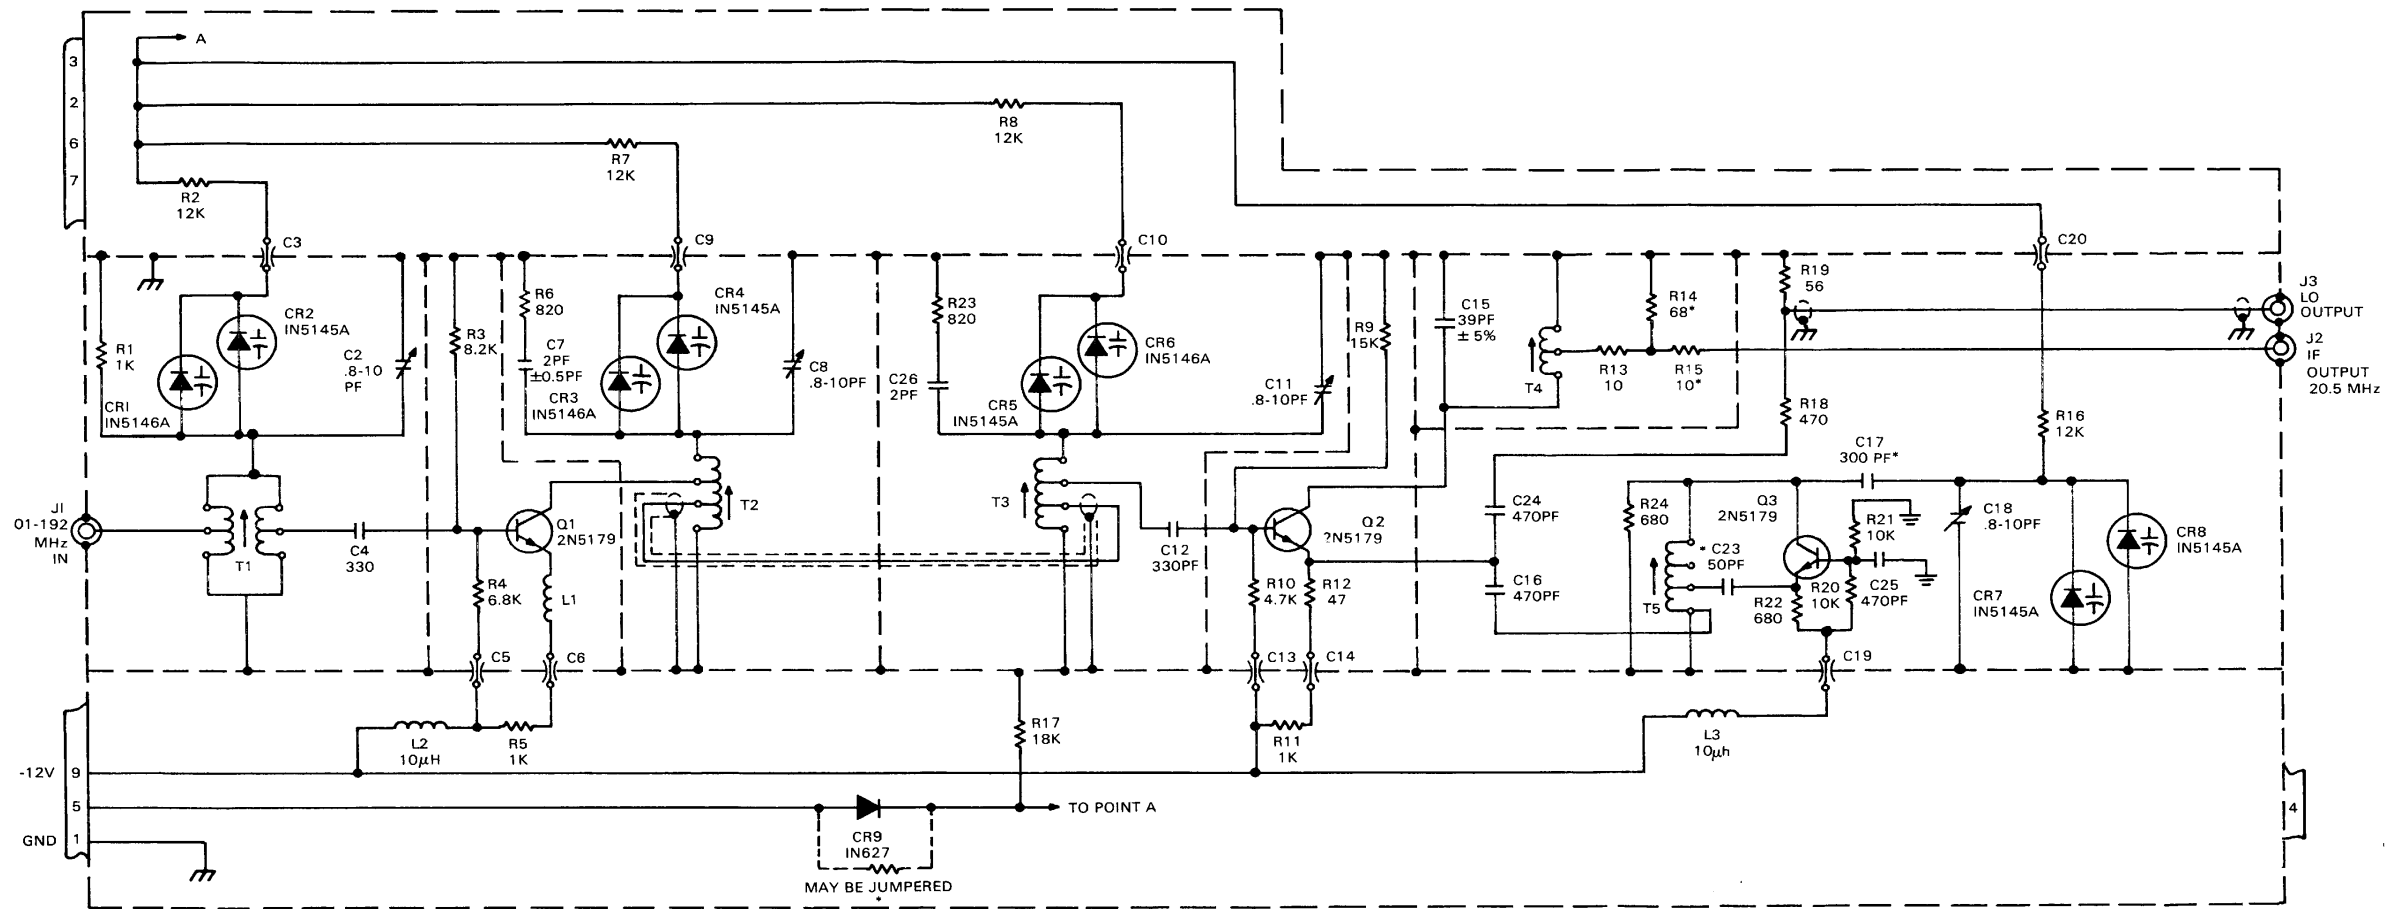 A
3
2
6
7
R8
12K
R7
12K
R2
12K
C3
C9
C10
C20
R1
1K
CR2
IN5145A
C2
.8-10
PF
CR1
IN5146A
R3
8.2K
R6
820
C7
2PF
±0.5PF
CR3
IN5146A
CR4
IN5145A
C8
.8-10PF
R23
820
C26
2PF
CR5
IN5145A
CR6
IN5146A
C11
.8-10PF
R9
15K
C15
39PF
± 5%
T4
R14
68*
R13
10
R15
10*
R19
56
R18
470
J3
LO
OUTPUT
J2
IF
OUTPUT
20.5 MHz
R16
12K
C17
300 PF*
J1
01-192
MHz
IN
T1
C4
330
R4
6.8K
Q1
2N5179
L1
T2
T3
C12
330PF
Q2
2N5179
R10
4.7K
R12
47
C24
470PF
C16
470PF
R24
680
T5
* C23
50PF
Q3
2N5179
R21
10K
R22
680
R20
10K
C25
470PF
C18
.8-10PF
CR7
IN5145A
CR8
IN5145A
C5
C6
C13
C14
C19
L2
10µH
R5
1K
R17
18K
R11
1K
L3
10µh
-12V 9
5
GND 1
CR9
IN627
TO POINT A
MAY BE JUMPERED
*
4